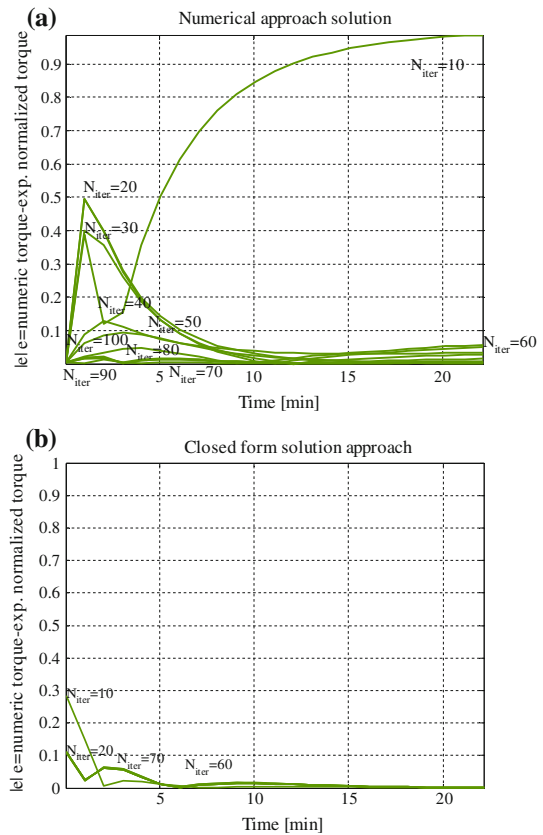 (a)
Numerical approach solution
|e| e=numeric torque-exp. normalized torque
0.9
0.8
0.7
0.6
0.5
0.4
0.3
0.2
0.1
N_iter=10
N_iter=20
N_iter=30
N_iter=40
N_iter=50
N_iter=100
N_iter=80
N_iter=60
N_iter=90
N_iter=70
5
10
15
20
Time [min]
(b)
Closed form solution approach
|e| e=numeric torque-exp. normalized torque
1
0.9
0.8
0.7
0.6
0.5
0.4
0.3
0.2
0.1
0
N_iter=10
N_iter=20
N_iter=70
N_iter=60
5
10
15
20
Time [min]